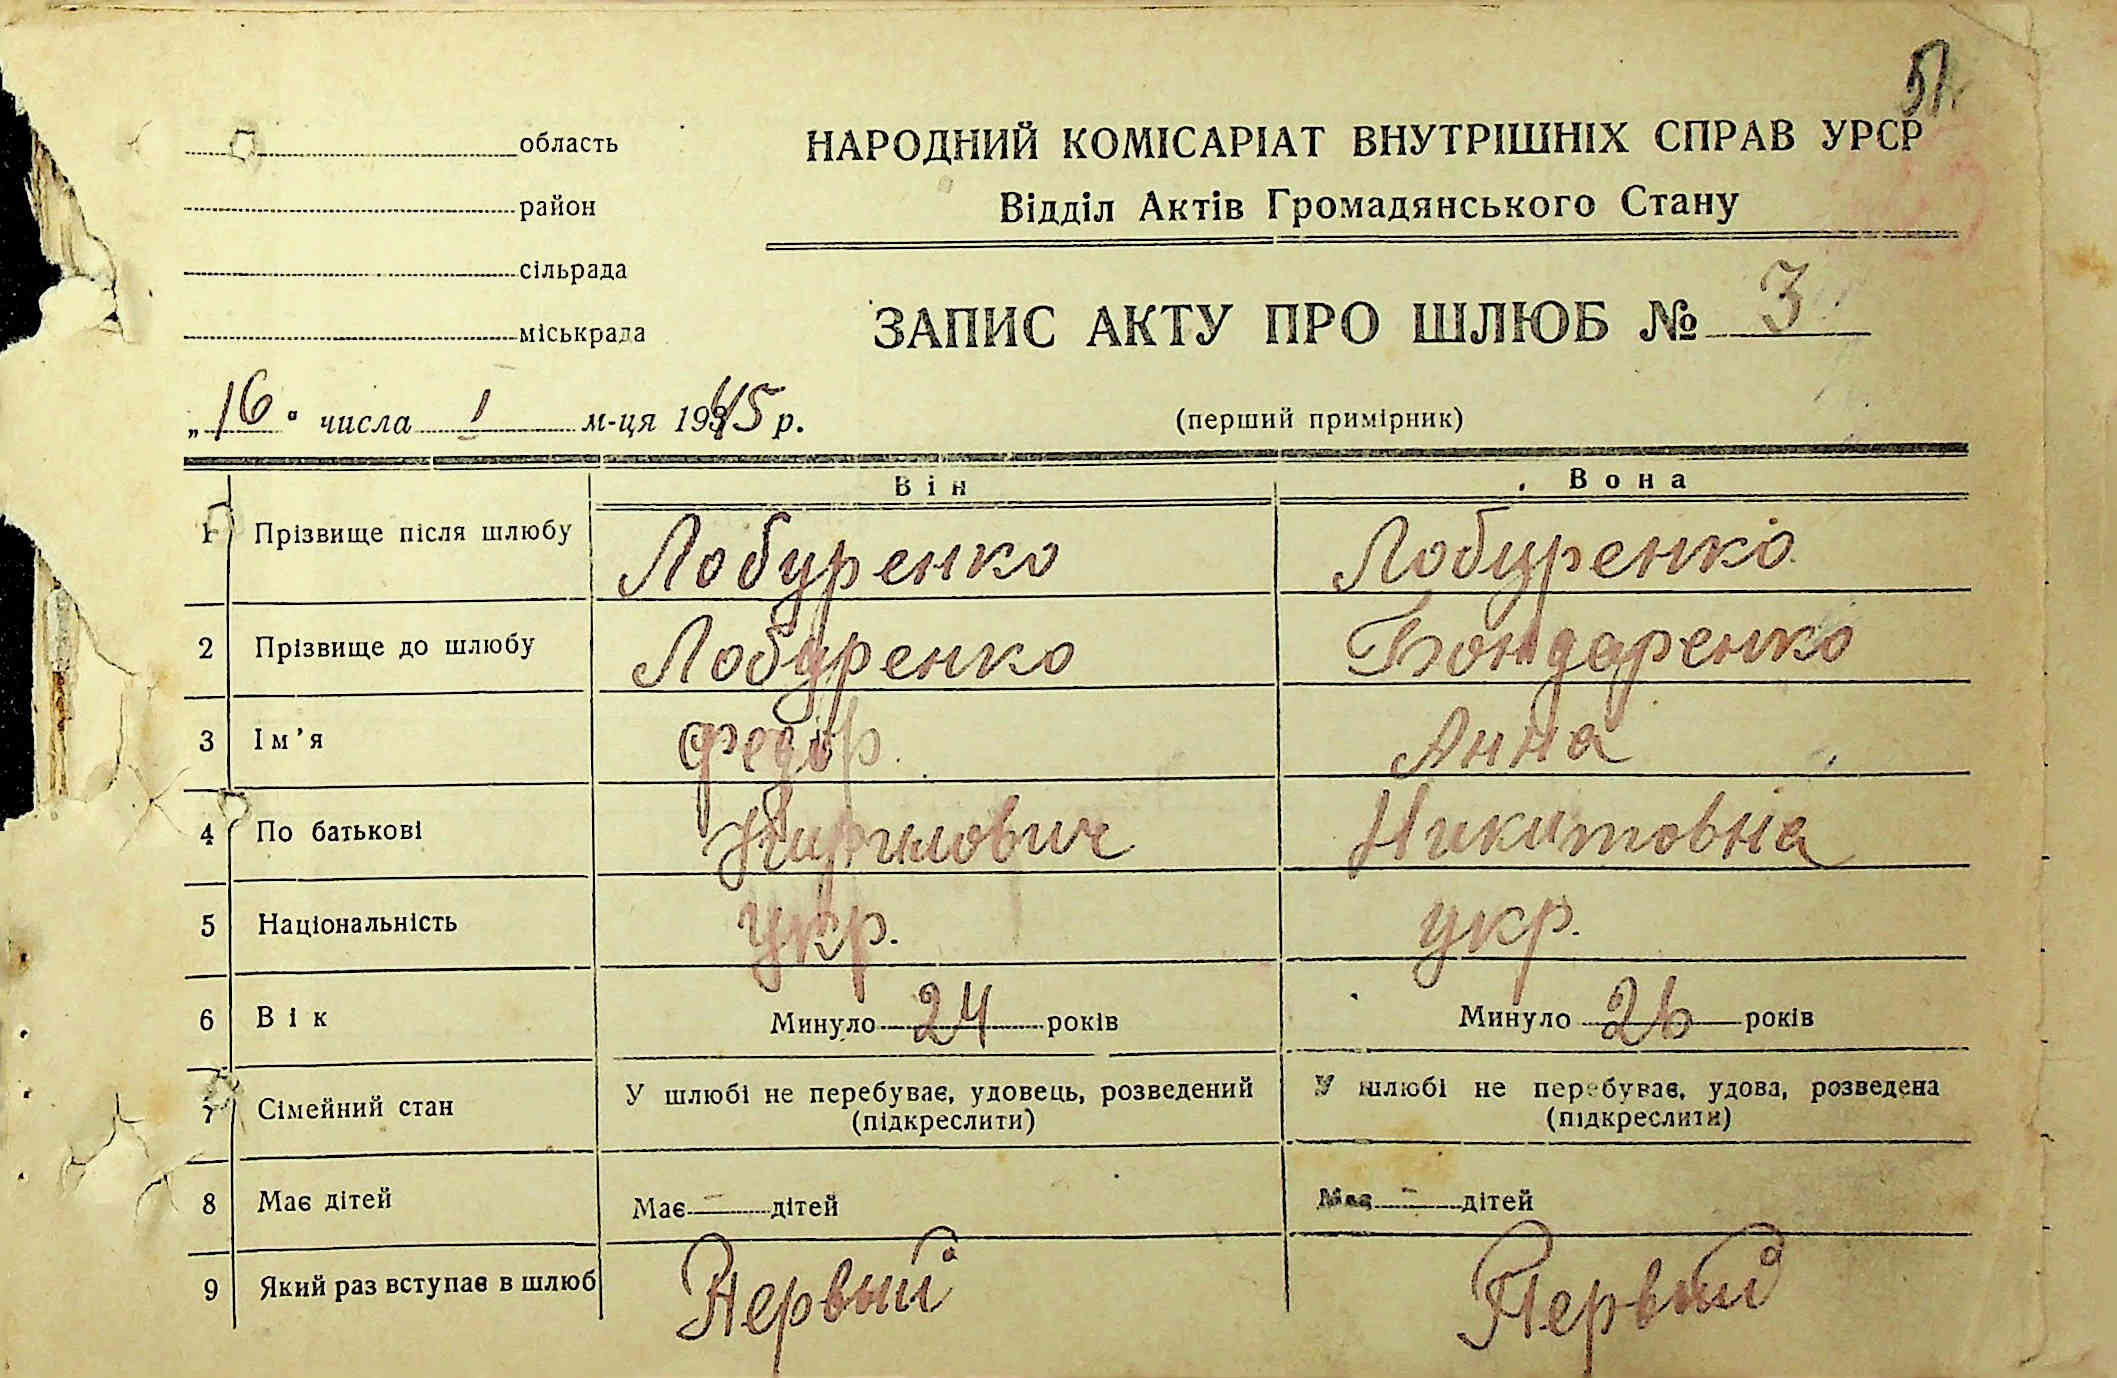 51
область
НАРОДНИЙ КОМІСАРІАТ ВНУТРІШНІХ СПРАВ УРСР
район
Відділ Актів Громадянського Стану
сільрада
міськрада
ЗАПИС АКТУ ПРО ШЛЮБ № 3
„16“ числа 1 м-ця 1945 р.
(перший примірник)
Він Вона
1 Прізвище після шлюбу Лобуренко Лобуренко
2 Прізвище до шлюбу Лобуренко Бондаренко
3 Ім’я Федор Анна
4 По батькові Кирилович Никитовна
5 Національність укр. укр.
6 Вік Минуло 24 років Минуло 26 років
7 Сімейний стан У шлюбі не перебуває, удовець, розведений У шлюбі не перебуває, удова, розведена
(підкреслити) (підкреслити)
8 Має дітей Має — дітей Має — дітей
9 Який раз вступає в шлюб Первый Первый